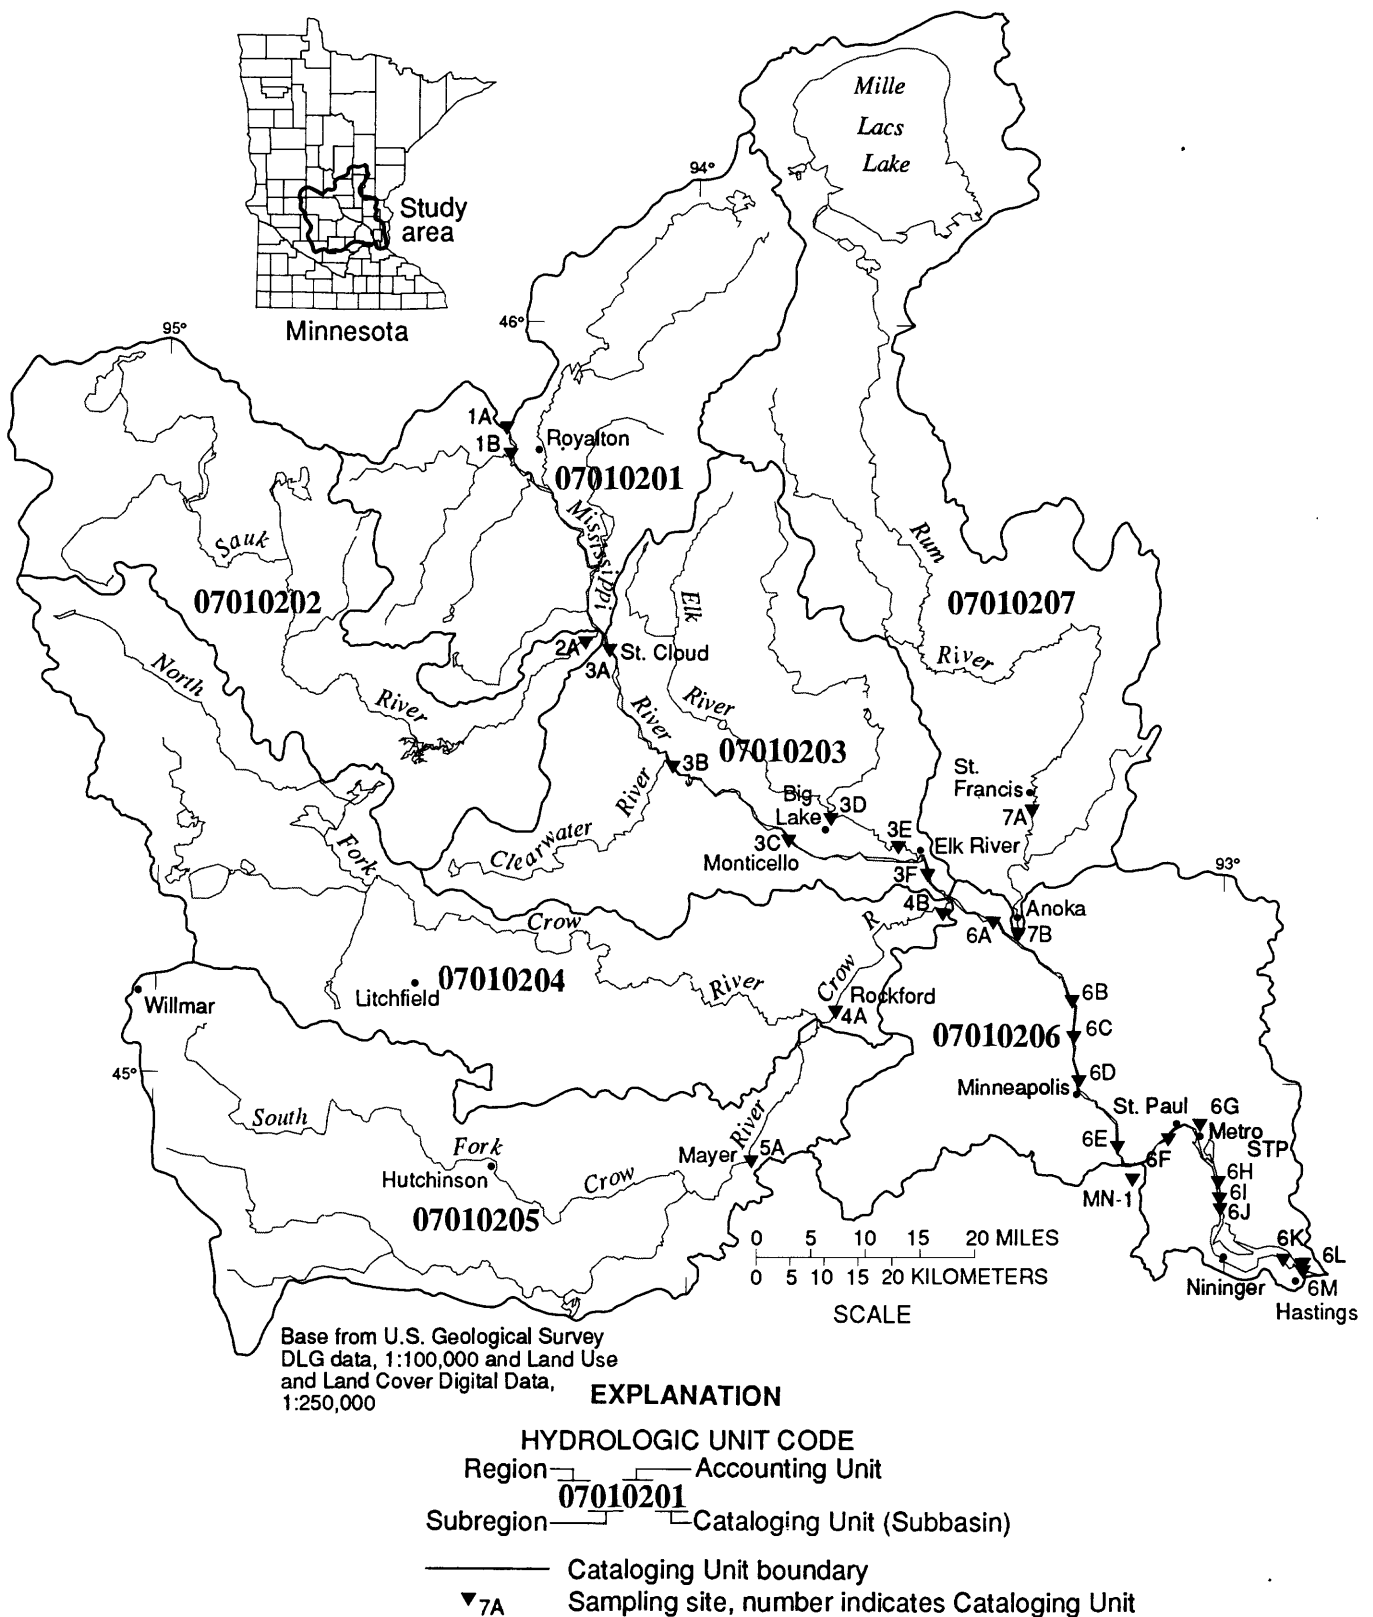 Mille
Lacs
Lake
94°
Study
area
Minnesota
46°
95°
1A
1B
Royalton
07010201
Mississippi
Sauk
07010202
Rum
07010207
Elk
River
2A
3A
St. Cloud
North
River
River
River
07010203
3B
River
Clearwater
St.
Francis
7A
Big
Lake
3D
3C
Monticello
3E
Elk River
3F
93°
Fork
4B
Crow
R
Anoka
6A
7B
07010204
Litchfield
River
Crow
Rockford
4A
Willmar
6B
07010206
6C
45°
6D
Minneapolis
St. Paul
6G
Metro
STP
South
Fork
River
6E
6F
Mayer
5A
Hutchinson
Crow
MN-1
6H
6I
6J
07010205
0 5 10 15 20 MILES
0 5 10 15 20 KILOMETERS
SCALE
6K
6L
Nininger
6M
Hastings
Base from U.S. Geological Survey
DLG data, 1:100,000 and Land Use
and Land Cover Digital Data,
1:250,000
EXPLANATION
HYDROLOGIC UNIT CODE
Region
Accounting Unit
07010201
Subregion
Cataloging Unit (Subbasin)
Cataloging Unit boundary
7A
Sampling site, number indicates Cataloging Unit